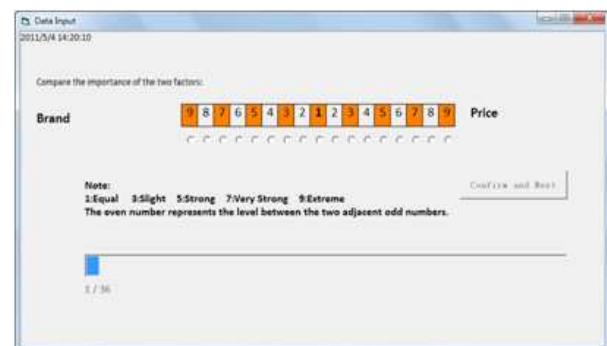 Data Input
2011/5/4 14:20:10
Compare the importance of the two factors:
Brand 9 8 7 6 5 4 3 2 1 2 3 4 5 6 7 8 9 Price
Note:
1:Equal 3:Slight 5:Strong 7:Very Strong 9:Extreme
The even number represents the level between the two adjacent odd numbers.
Confirm and Next
1 / 36